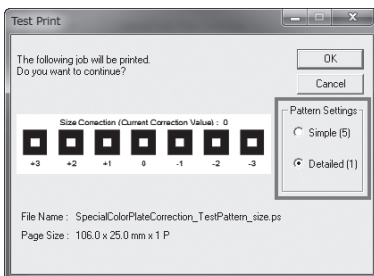 Test Print
The following job will be printed.
Do you want to continue?
OK
Cancel
Size Correction (Current Correction Value) : 0
+3 +2 +1 0 -1 -2 -3
Pattern Settings
Simple (5)
Detailed (1)
File Name : SpecialColorPlateCorrection_TestPattern_size.ps
Page Size : 106.0 x 25.0 mm x 1 P